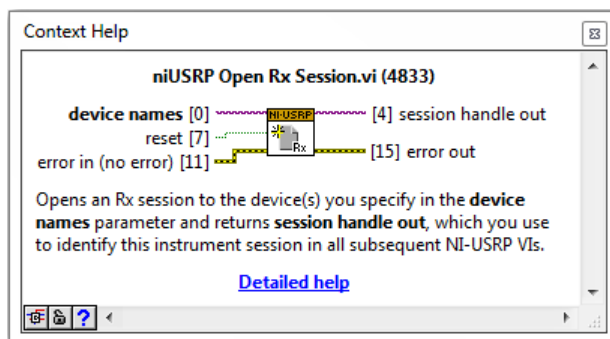 Context Help
niUSRP Open Rx Session.vi (4833)
device names [0] NI-USRP [4] session handle out
reset [7]
Rx
error in (no error) [11] [15] error out
Opens an Rx session to the device(s) you specify in the device
names parameter and returns session handle out, which you use
to identify this instrument session in all subsequent NI-USRP VIs.
Detailed help
?